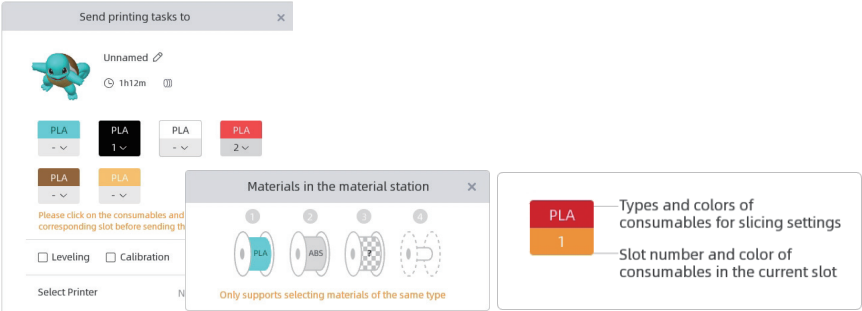 Send printing tasks to
Unnamed
1h12m
PLA PLA PLA PLA
- 1 - 2
PLA PLA
- -
Please click on the consumables and
corresponding slot before sending th
Leveling Calibration
Select Printer N
Materials in the material station
1 2 3 4
PLA ABS ?
Only supports selecting materials of the same type
PLA
1
Types and colors of
consumables for slicing settings
Slot number and color of
consumables in the current slot